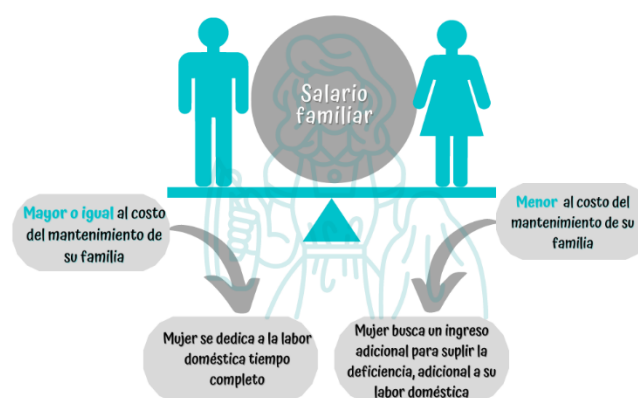 Salario
familiar
Mayor o igual al costo
del mantenimiento de
su familia
Menor al costo del
mantenimiento de su
familia
Mujer se dedica a la labor
doméstica tiempo
completo
Mujer busca un ingreso
adicional para suplir la
deficiencia, adicional a su
labor doméstica